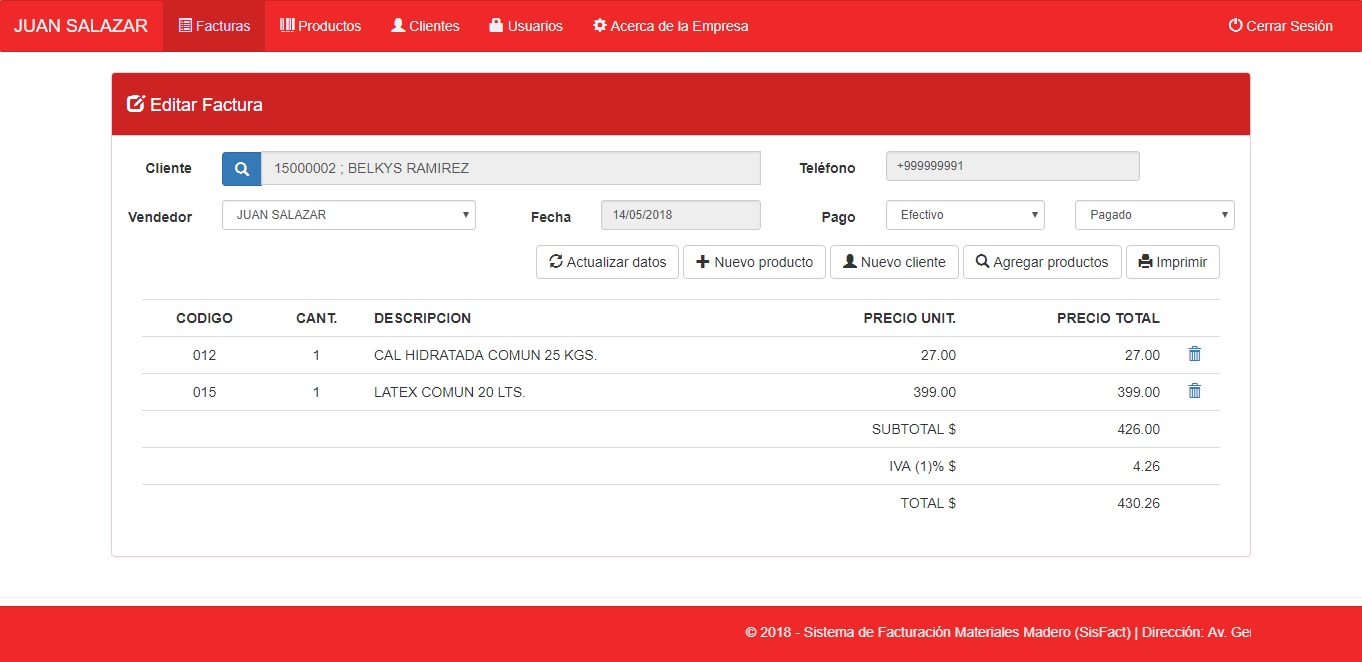 JUAN SALAZAR Facturas Productos Clientes Usuarios Acerca de la Empresa Cerrar Sesión
Editar Factura
Cliente 15000002 ; BELKYS RAMIREZ Teléfono +999999991
Vendedor JUAN SALAZAR Fecha 14/05/2018 Pago Efectivo Pagado
Actualizar datos Nuevo producto Nuevo cliente Agregar productos Imprimir
CODIGO CANT. DESCRIPCION PRECIO UNIT. PRECIO TOTAL
012 1 CAL HIDRATADA COMUN 25 KGS. 27.00 27.00
015 1 LATEX COMUN 20 LTS. 399.00 399.00
SUBTOTAL $ 426.00
IVA (1)% $ 4.26
TOTAL $ 430.26
© 2018 - Sistema de Facturación Materiales Madero (SisFact) | Dirección: Av.